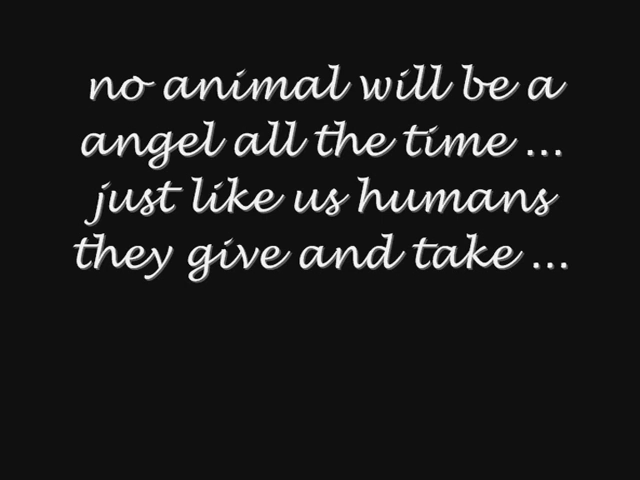 no animal will be a
angel all the time ...
just like us humans
they give and take ...